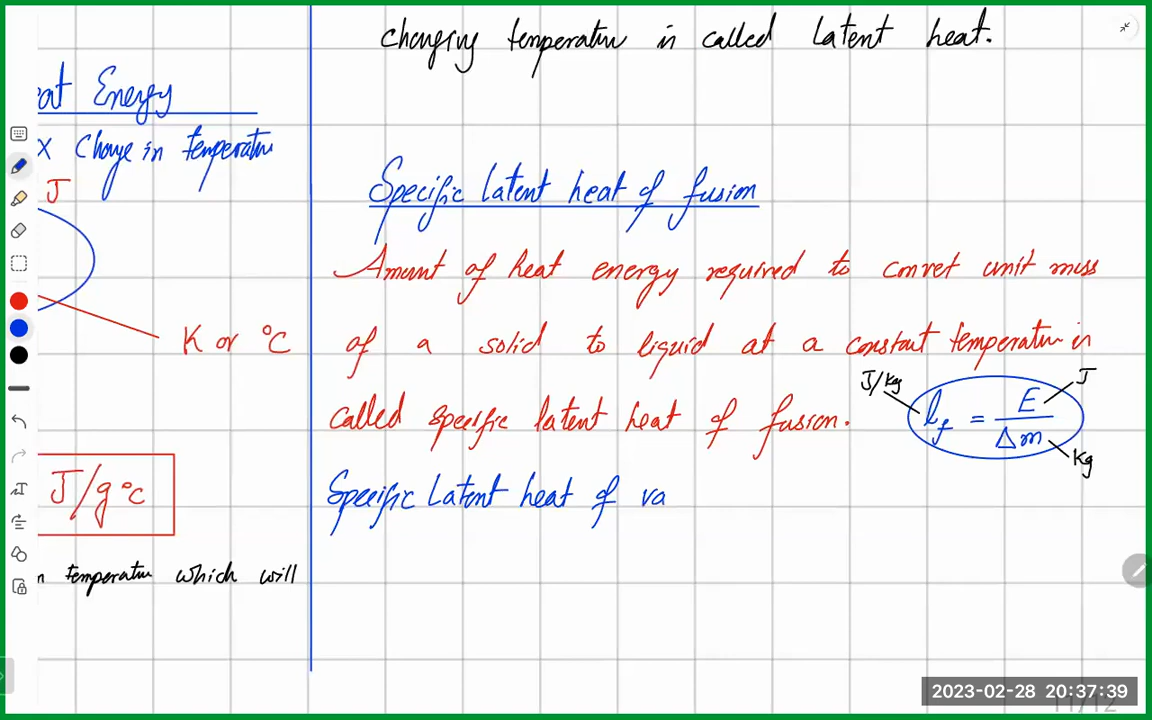 changing temperature is called latent heat.
eat Energy
x Change in temperature
J
K or °C
J/g°C
n temperature which will
Specific latent heat of fusion
Amount of heat energy required to convet unit mass
of a solid to liquid at a constant temperature is
called specific latent heat of fusion.
J/kg
lf = E / Δm
J
Kg
Specific Latent heat of va
2023-02-28 20:37:39